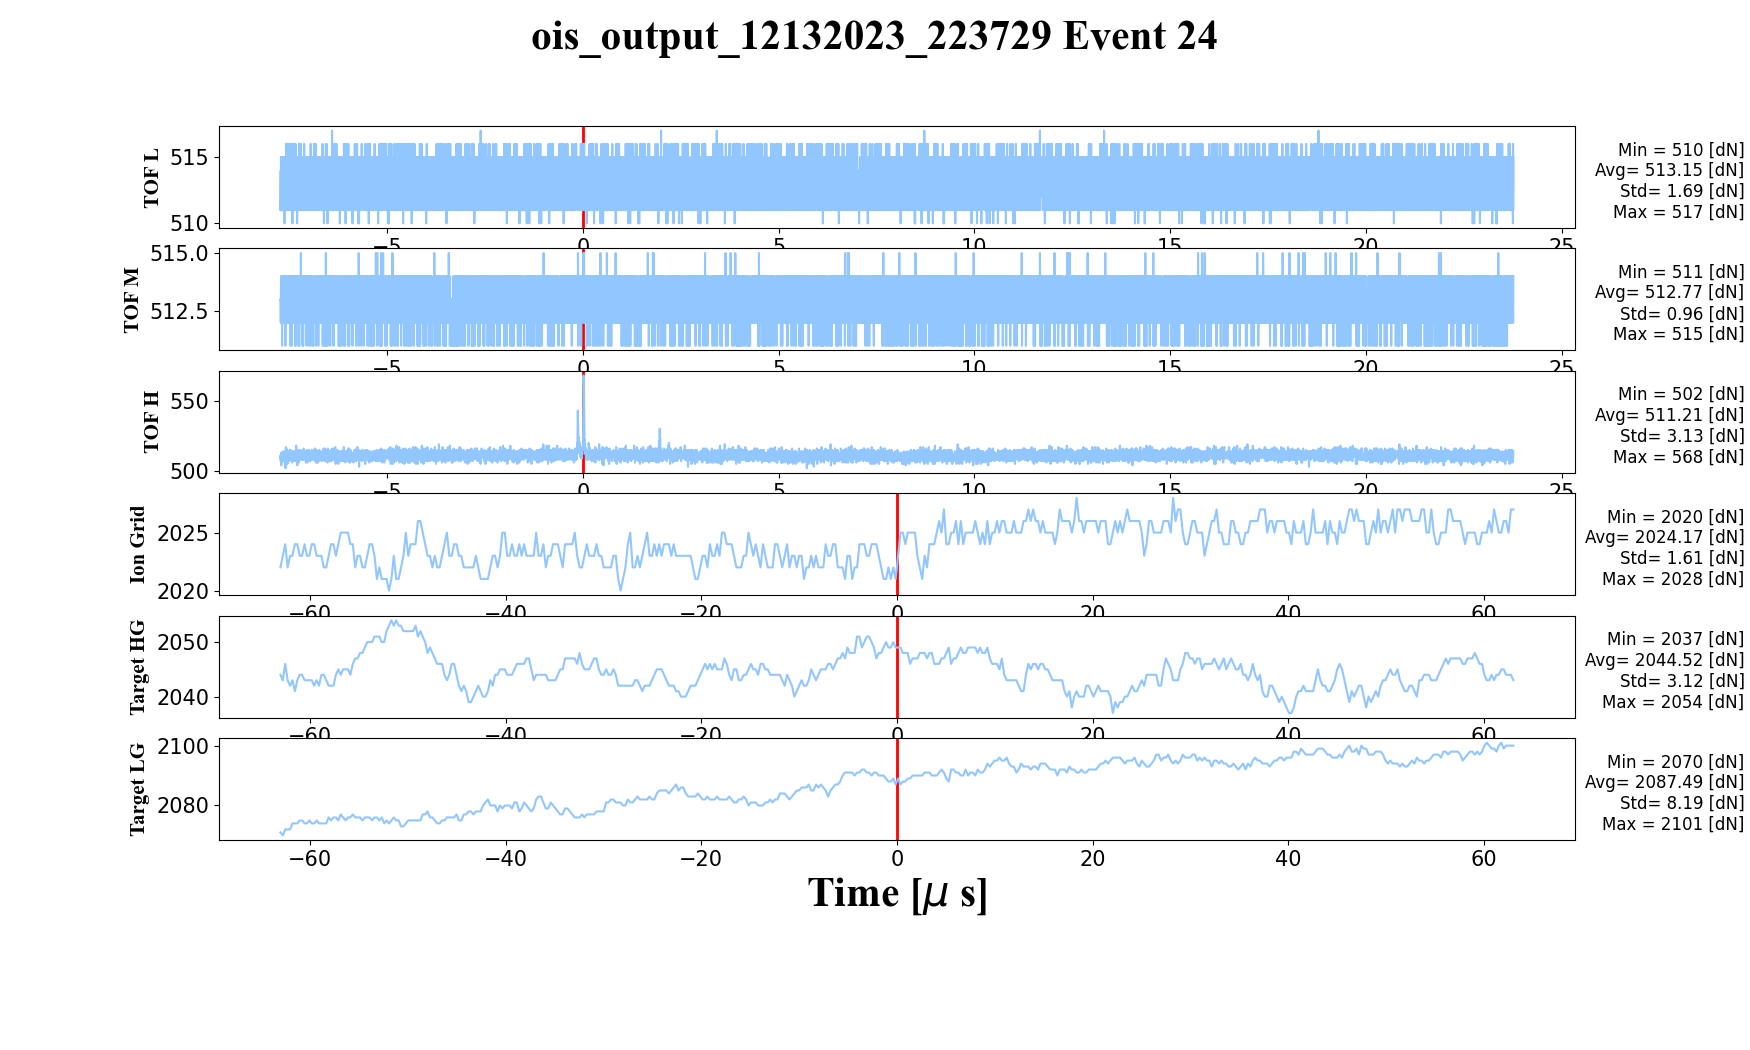 ois_output_12132023_223729 Event 24
TOF L
515
510
−5 0 5 10 15 20 25
Min = 510 [dN]
Avg= 513.15 [dN]
Std= 1.69 [dN]
Max = 517 [dN]
TOF M
515.0
512.5
−5 0 5 10 15 20 25
Min = 511 [dN]
Avg= 512.77 [dN]
Std= 0.96 [dN]
Max = 515 [dN]
TOF H
550
500
−5 0 5 10 15 20 25
Min = 502 [dN]
Avg= 511.21 [dN]
Std= 3.13 [dN]
Max = 568 [dN]
Ion Grid
2025
2020
−60 −40 −20 0 20 40 60
Min = 2020 [dN]
Avg= 2024.17 [dN]
Std= 1.61 [dN]
Max = 2028 [dN]
Target HG
2050
2040
−60 −40 −20 0 20 40 60
Min = 2037 [dN]
Avg= 2044.52 [dN]
Std= 3.12 [dN]
Max = 2054 [dN]
Target LG
2100
2080
−60 −40 −20 0 20 40 60
Min = 2070 [dN]
Avg= 2087.49 [dN]
Std= 8.19 [dN]
Max = 2101 [dN]
Time [μ s]